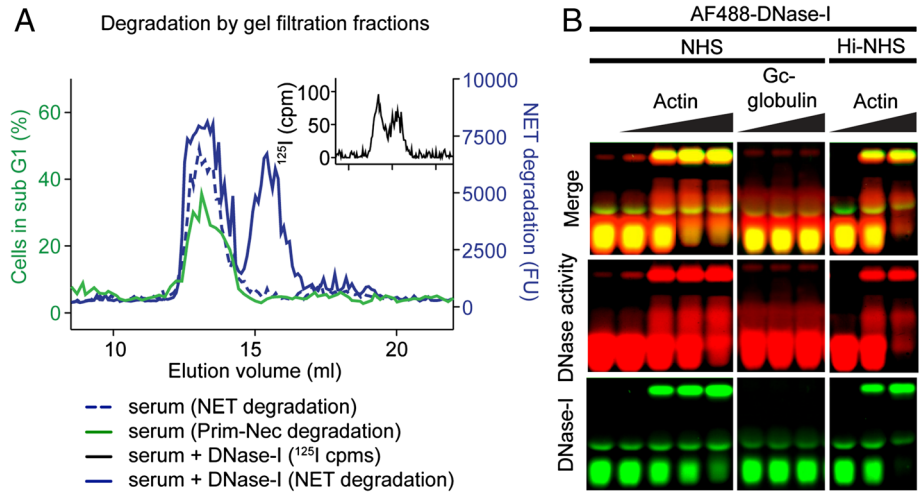 A
Degradation by gel filtration fractions
Cells in sub G1 (%)
60
40
20
0
10
15
20
Elution volume (ml)
10000
7500
5000
2500
0
NET degradation (FU)
¹²⁵I (cpm)
100
50
0
serum (NET degradation)
serum (Prim-Nec degradation)
serum + DNase-I (¹²⁵I cpms)
serum + DNase-I (NET degradation)
B
AF488-DNase-I
NHS
Hi-NHS
Actin
Gc-
globulin
Actin
Merge
DNase activity
DNase-I